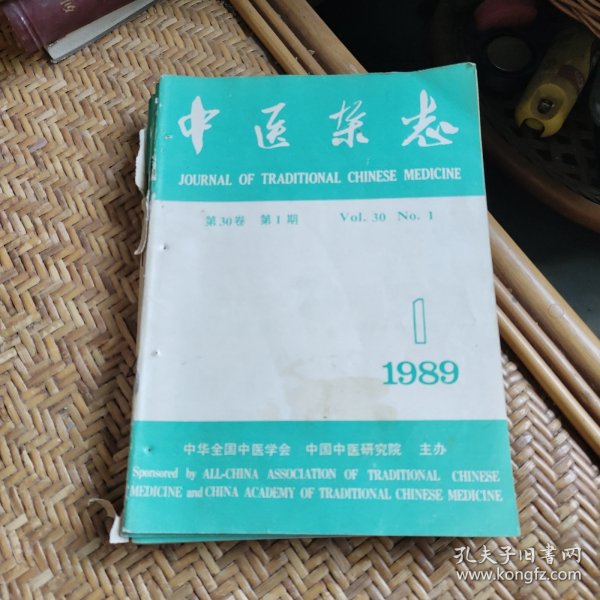 中医杂志
JOURNAL OF TRADITIONAL CHINESE MEDICINE
第30卷 第1期 Vol. 30 No. 1
1
1989
中华全国中医学会 中国中医研究院 主办
Sponsored by ALL-CHINA ASSOCIATION OF TRADITIONAL CHINESE
MEDICINE and CHINA ACADEMY OF TRADITIONAL CHINESE MEDICINE
孔夫子旧书网
www.kongfz.com